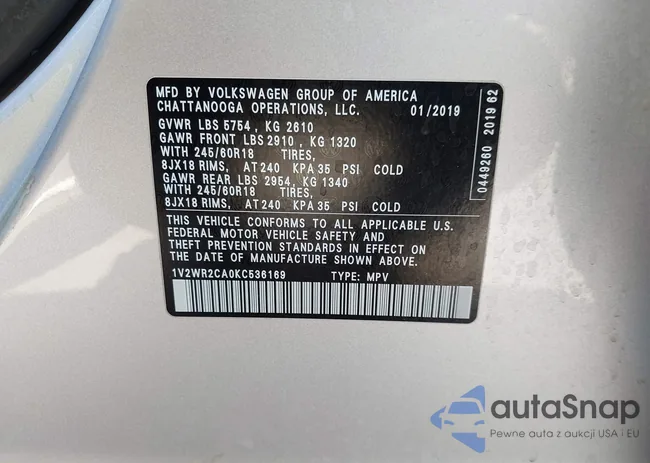 MFD BY VOLKSWAGEN GROUP OF AMERICA
CHATTANOOGA OPERATIONS, LLC. 01/2019
GVWR LBS 5754 , KG 2610
GAWR FRONT LBS 2910 , KG 1320
WITH 245/60R18 TIRES,
8JX18 RIMS, AT 240 KPA 35 PSI COLD
GAWR REAR LBS 2954, KG 1340
WITH 245/60R18 TIRES,
8JX18 RIMS, AT 240 KPA 35 PSI COLD
THIS VEHICLE CONFORMS TO ALL APPLICABLE U.S.
FEDERAL MOTOR VEHICLE SAFETY AND
THEFT PREVENTION STANDARDS IN EFFECT ON
THE DATE OF MANUFACTURE SHOWN ABOVE.
1V2WR2CA0KC536169 TYPE: MPV
0449260 2019 62
autaSnap
Pewne auta z aukcji USA i EU